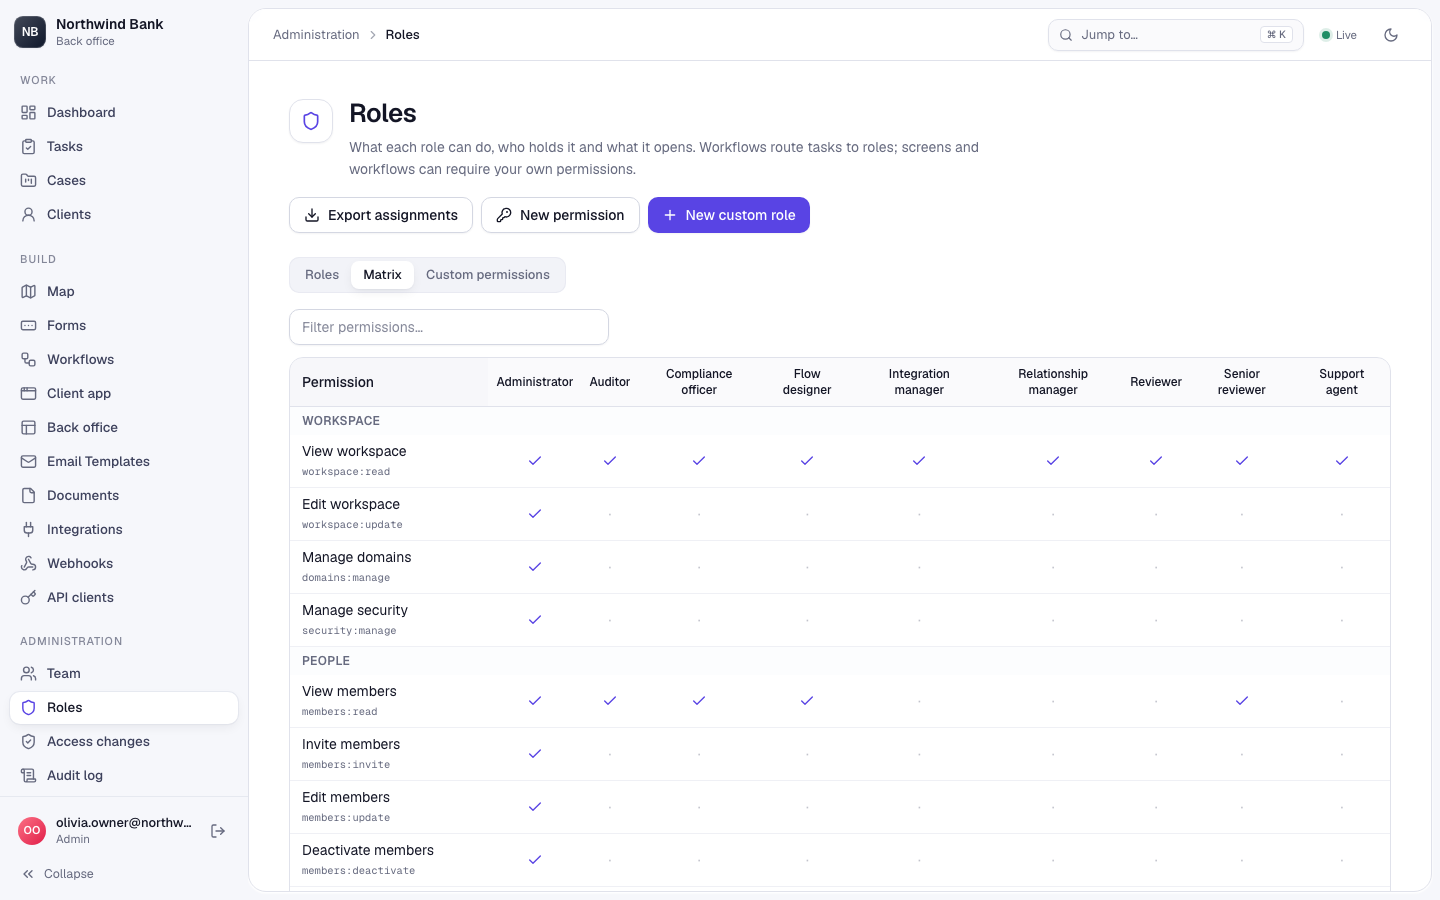 NB
Northwind Bank
Back office
WORK
Dashboard
Tasks
Cases
Clients
BUILD
Map
Forms
Workflows
Client app
Back office
Email Templates
Documents
Integrations
Webhooks
API clients
ADMINISTRATION
Team
Roles
Access changes
Audit log
OO
olivia.owner@northw...
Admin
Collapse
Administration > Roles
Jump to...
⌘ K
Live
Roles
What each role can do, who holds it and what it opens. Workflows route tasks to roles; screens and
workflows can require your own permissions.
Export assignments
New permission
New custom role
Roles
Matrix
Custom permissions
Filter permissions...
Permission
Administrator
Auditor
Compliance
officer
Flow
designer
Integration
manager
Relationship
manager
Reviewer
Senior
reviewer
Support
agent
WORKSPACE
View workspace
workspace:read
Edit workspace
workspace:update
Manage domains
domains:manage
Manage security
security:manage
PEOPLE
View members
members:read
Invite members
members:invite
Edit members
members:update
Deactivate members
members:deactivate